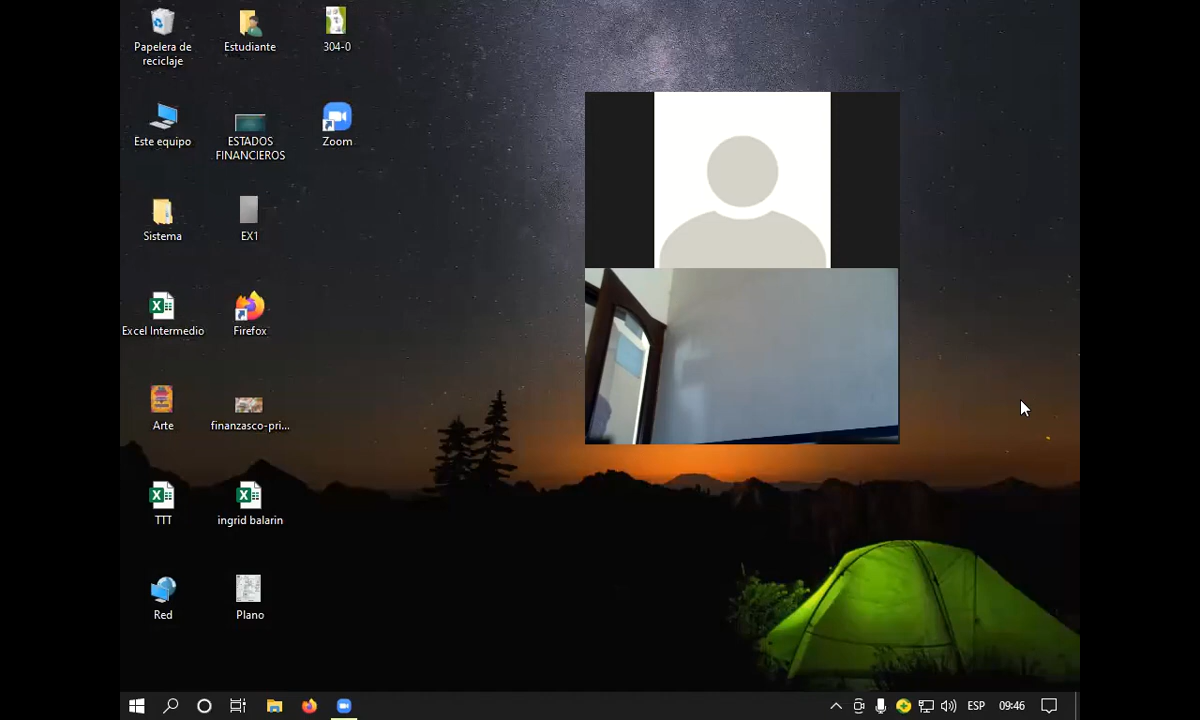 Papelera de
reciclaje
Estudiante
304-0
Este equipo
ESTADOS
FINANCIEROS
Zoom
Sistema
EX1
Excel Intermedio
Firefox
Arte
finanzasco-pri...
TTT
ingrid balarin
Red
Plano
ESP
09:46